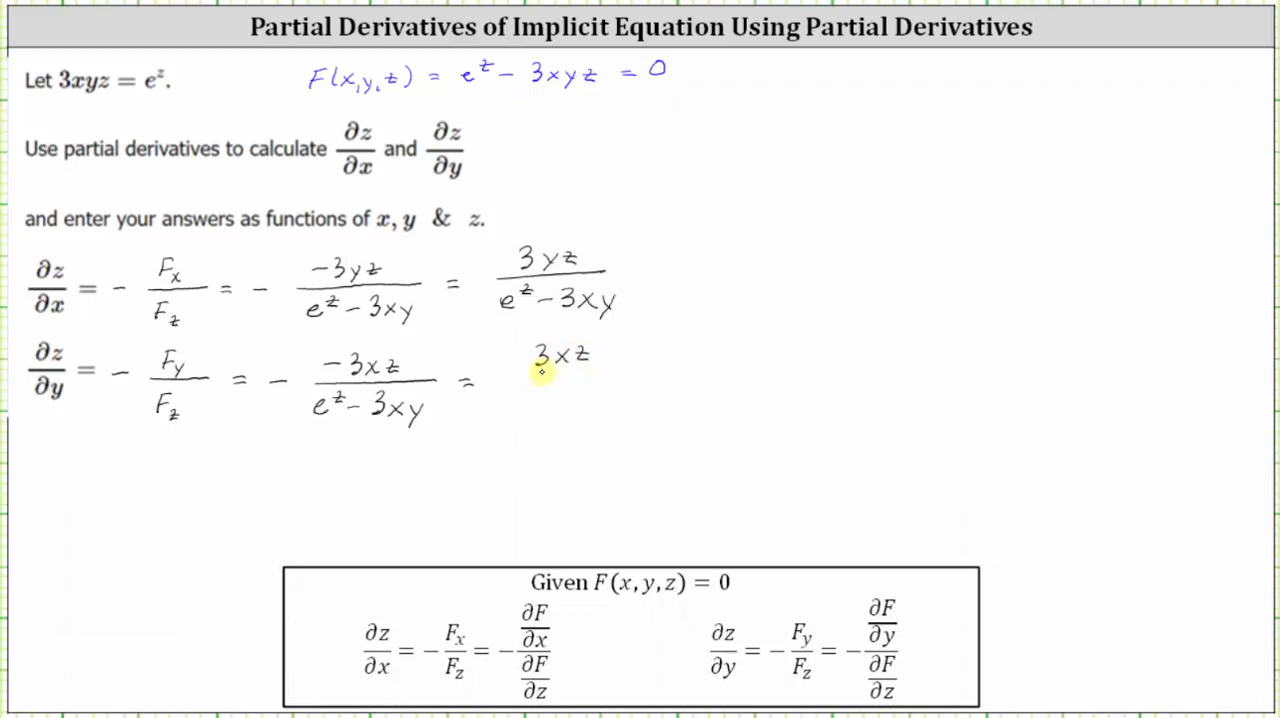 Partial Derivatives of Implicit Equation Using Partial Derivatives
Let 3xyz = e^z. F(x,y,z) = e^z - 3xyz = 0
Use partial derivatives to calculate ∂z/∂x and ∂z/∂y
and enter your answers as functions of x, y & z.
∂z/∂x = - F_x/F_z = - (-3yz)/(e^z - 3xy) = 3yz/(e^z - 3xy)
∂z/∂y = - F_y/F_z = - (-3xz)/(e^z - 3xy) = 3xz
Given F(x, y, z) = 0
∂z/∂x = - F_x/F_z = - (∂F/∂x)/(∂F/∂z) ∂z/∂y = - F_y/F_z = - (∂F/∂y)/(∂F/∂z)